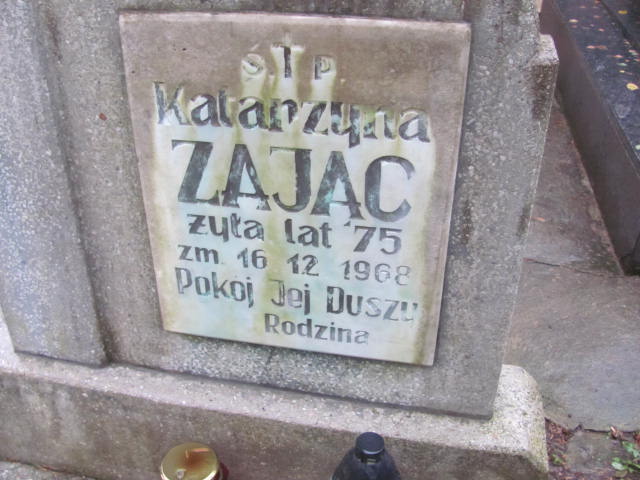 Ś † P
Katarzyna
ZAJĄC
żyła lat 75
zm. 16 12 1968
Pokój Jej Duszy
Rodzina